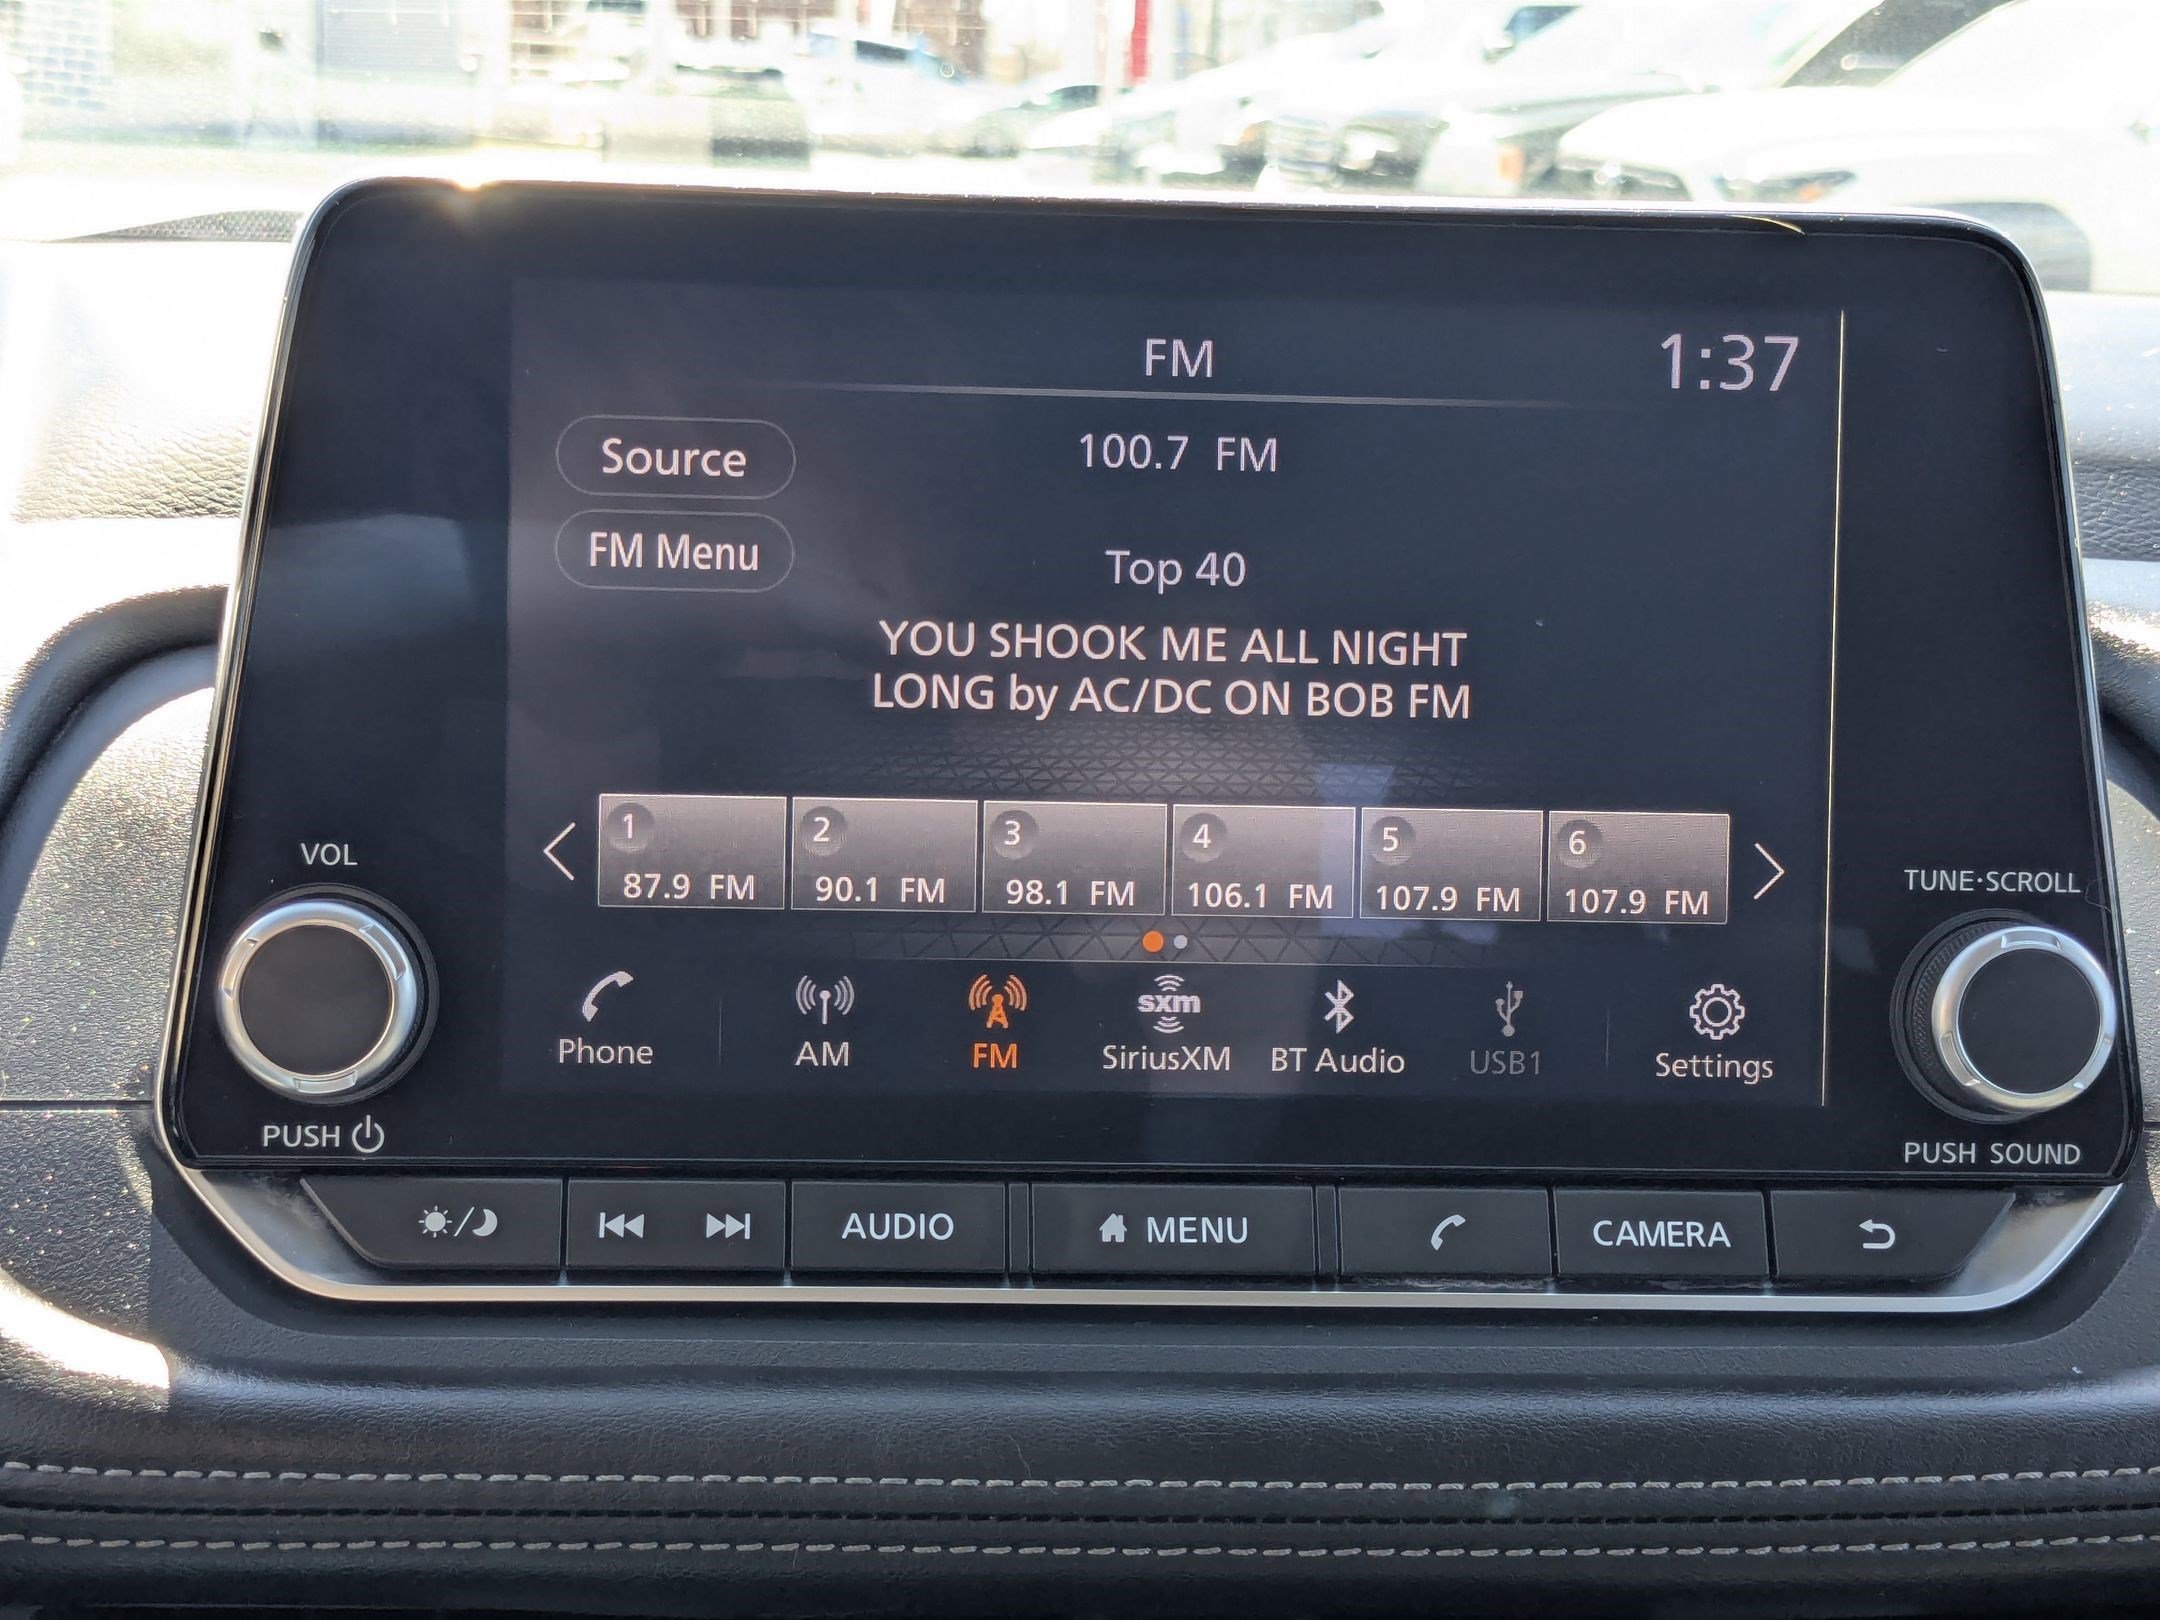 FM
1:37
Source
100.7 FM
FM Menu
Top 40
YOU SHOOK ME ALL NIGHT
LONG by AC/DC ON BOB FM
1
2
3
4
5
6
87.9 FM
90.1 FM
98.1 FM
106.1 FM
107.9 FM
107.9 FM
VOL
TUNE·SCROLL
sxm
Phone
AM
FM
SiriusXM
BT Audio
USB1
Settings
PUSH
PUSH SOUND
AUDIO
MENU
CAMERA